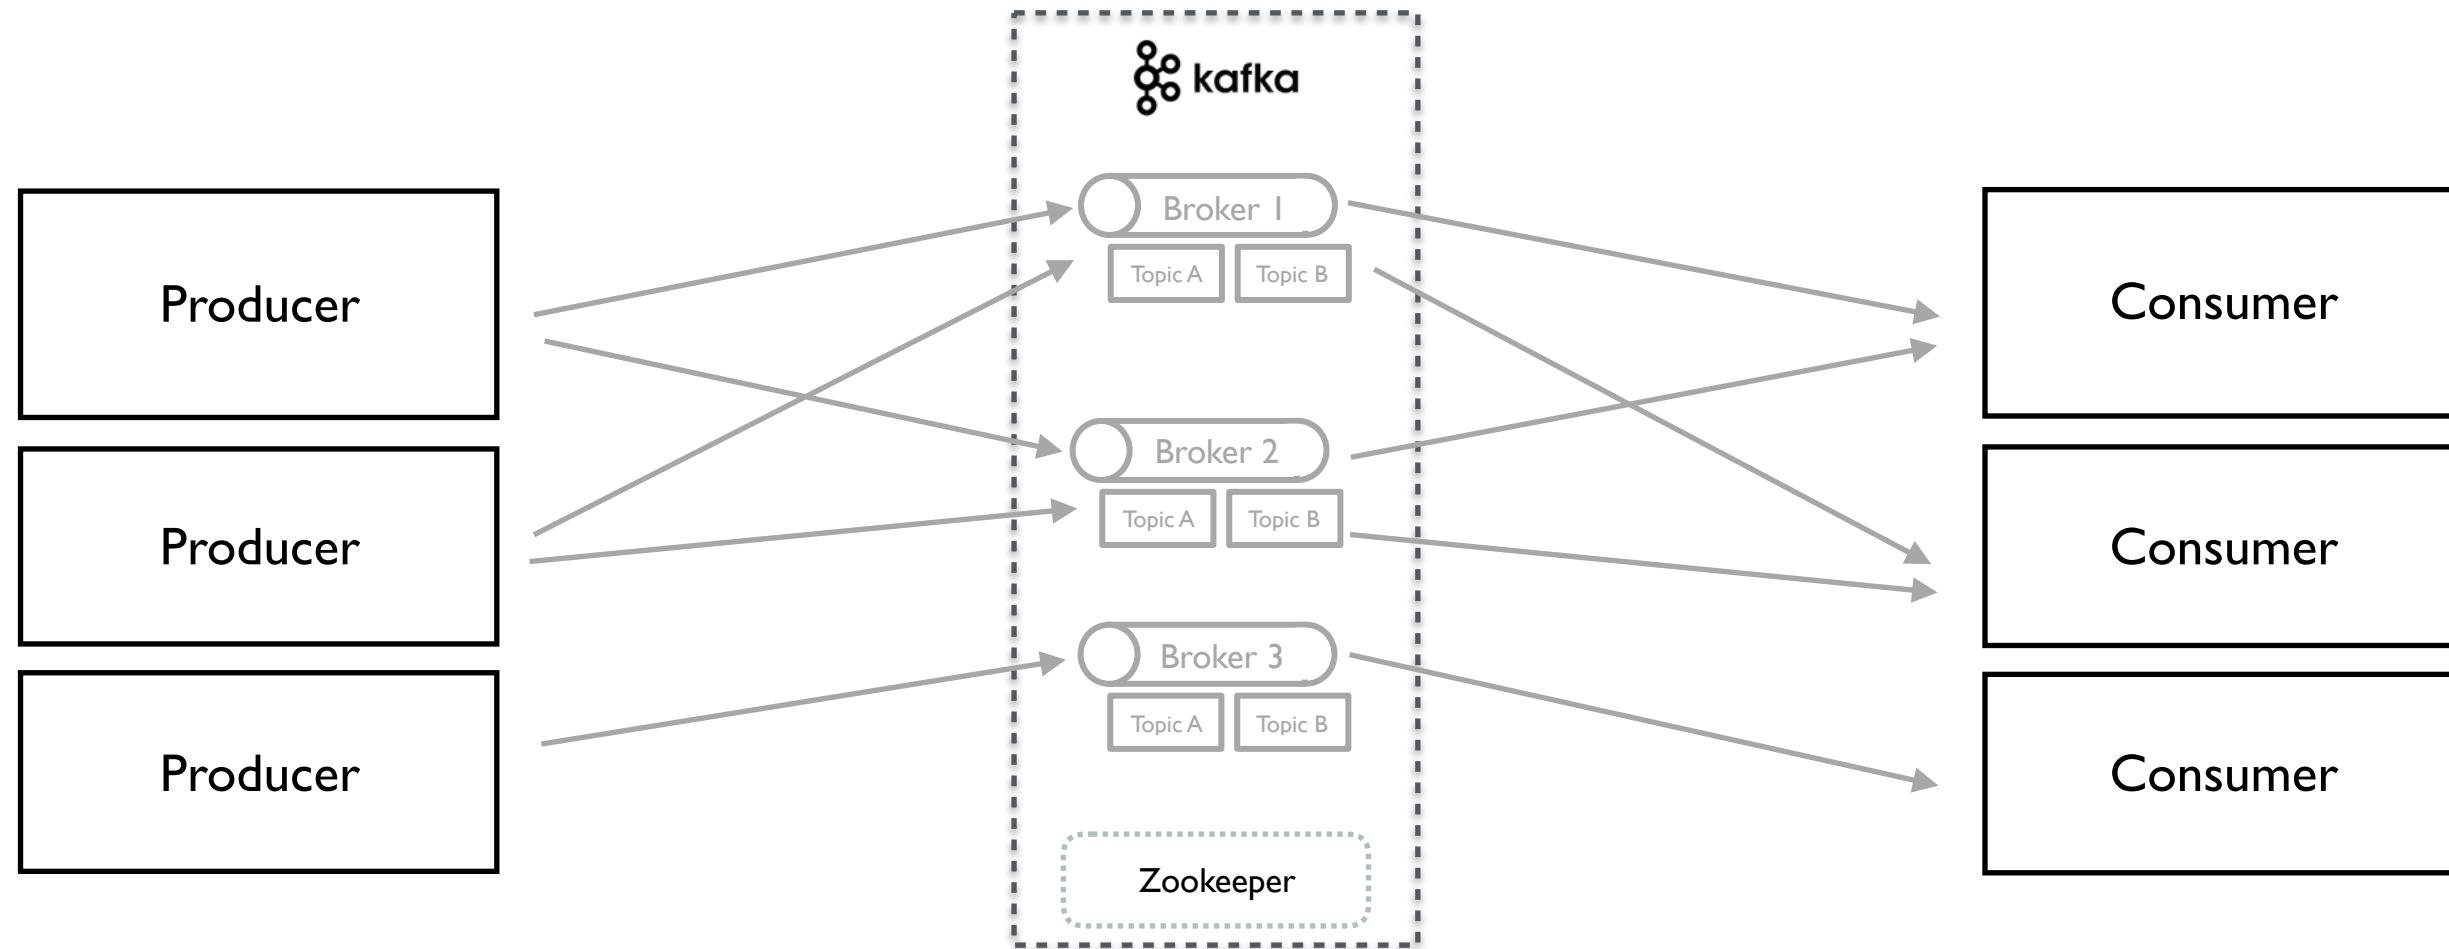 kafka
Producer
Broker 1
Topic A
Topic B
Consumer
Producer
Broker 2
Topic A
Topic B
Consumer
Producer
Broker 3
Topic A
Topic B
Consumer
Zookeeper